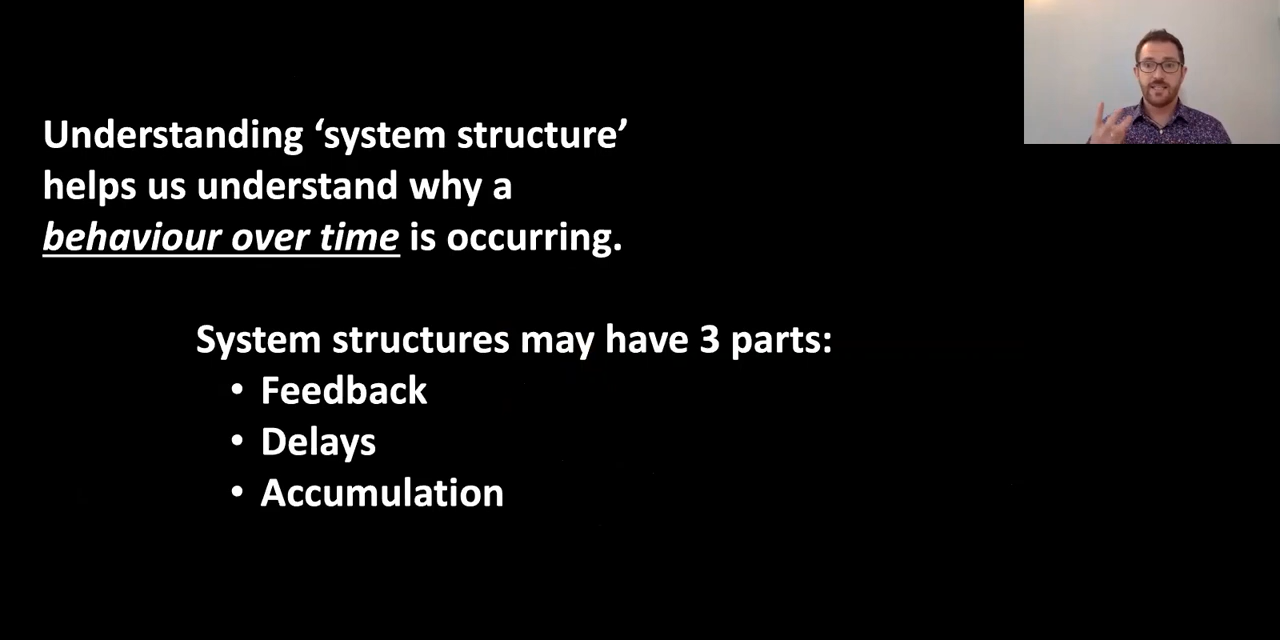 Understanding ‘system structure’
helps us understand why a
behaviour over time is occurring.
System structures may have 3 parts:
• Feedback
• Delays
• Accumulation